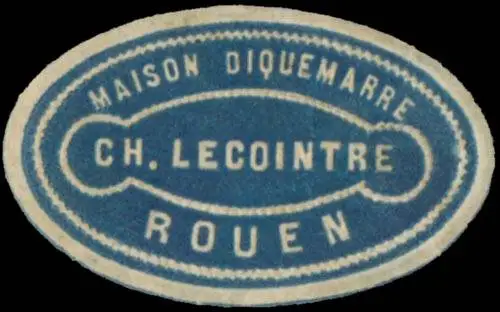 MAISON DIQUEMARRE
CH. LECOINTRE
ROUEN